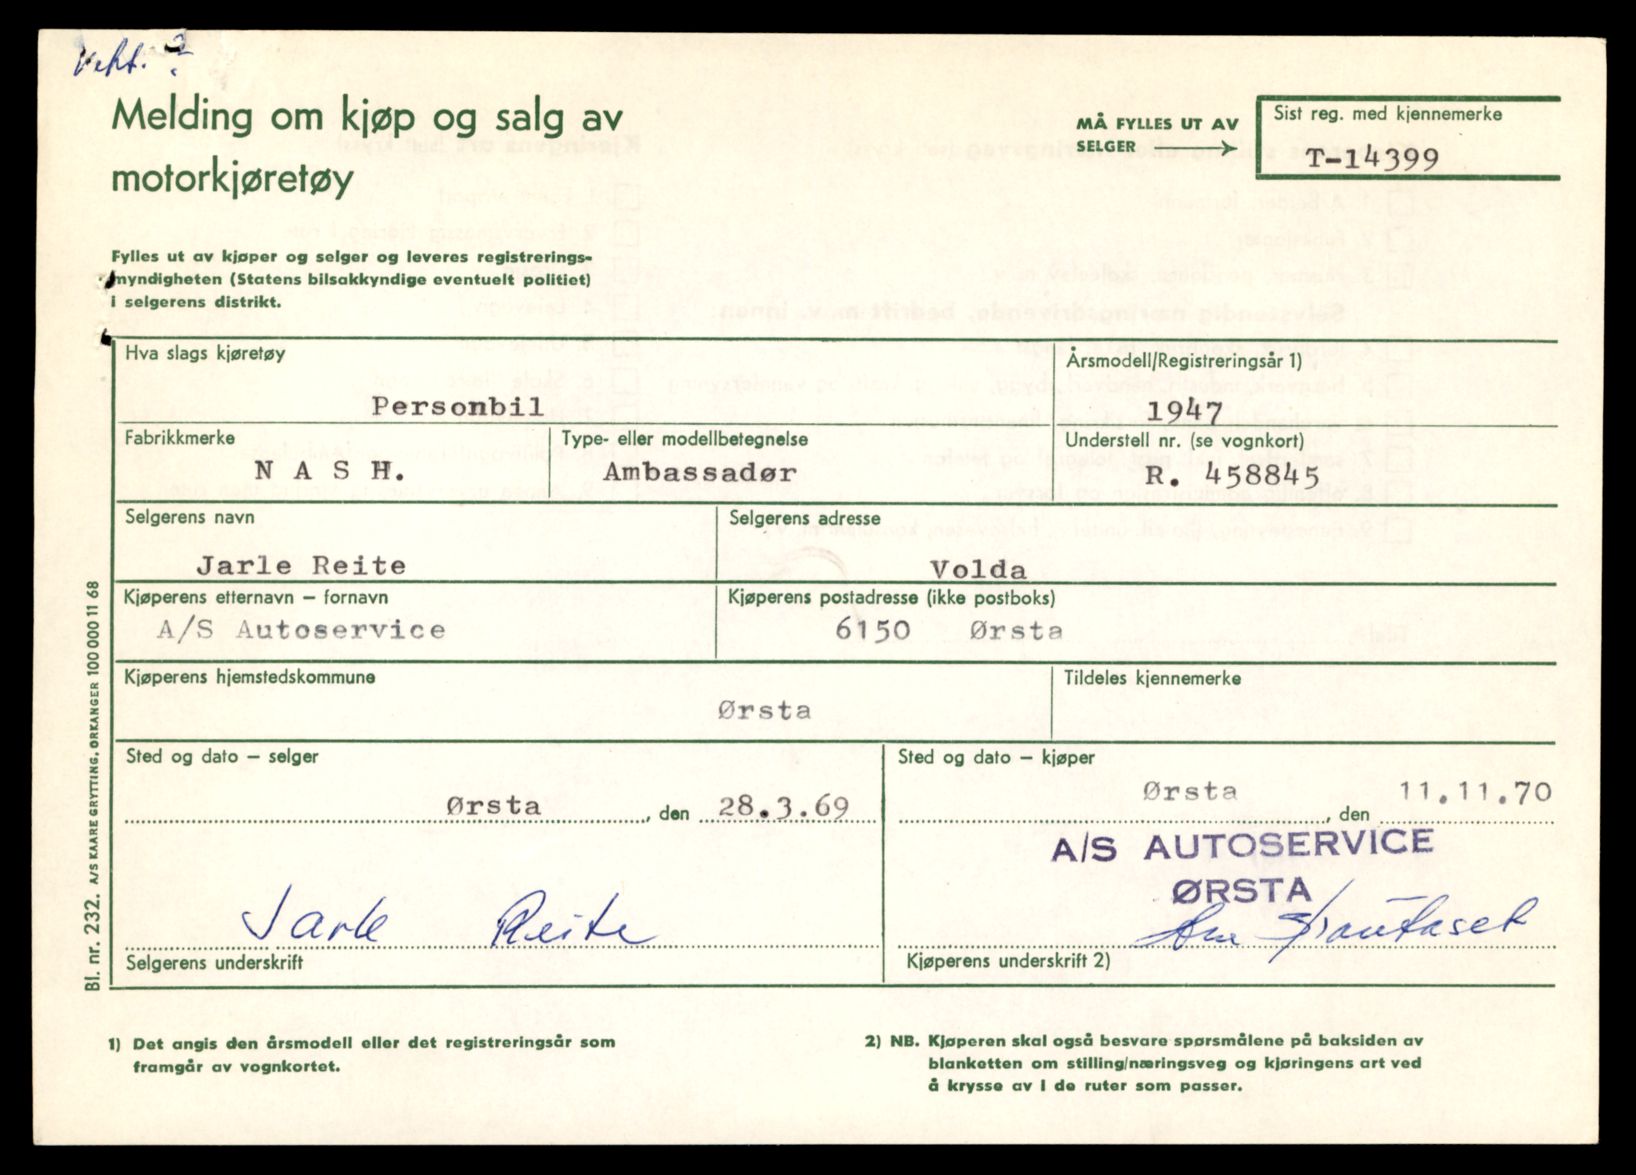 Vekt. ?
Melding om kjøp og salg av
motorkjøretøy
MÅ FYLLES UT AV
SELGER
Sist reg. med kjennemerke
T-14399
Fylles ut av kjøper og selger og leveres registrerings-
myndigheten (Statens bilsakkyndige eventuelt politiet)
i selgerens distrikt.
Hva slags kjøretøy
Årsmodell/Registreringsår 1)
Personbil
1947
Fabrikkmerke
Type- eller modellbetegnelse
Understell nr. (se vognkort)
N A S H.
Ambassadør
R. 458845
Selgerens navn
Selgerens adresse
Jarle Reite
Volda
Kjøperens etternavn – fornavn
Kjøperens postadresse (ikke postboks)
A/S Autoservice
6150 Ørsta
Kjøperens hjemstedskommune
Tildeles kjennemerke
Ørsta
Sted og dato – selger
Sted og dato – kjøper
Ørsta, den 28.3.69
Ørsta, den 11.11.70
A/S AUTOSERVICE
ØRSTA
Jarle Reite
Selgerens underskrift
Kjøperens underskrift 2)
Bl. nr. 232. A/S KAARE GRYTTING, ORKANGER 100 000 11 68
1) Det angis den årsmodell eller det registreringsår som
framgår av vognkortet.
2) NB. Kjøperen skal også besvare spørsmålene på baksiden av
blanketten om stilling/næringsveg og kjøringens art ved
å krysse av i de ruter som passer.